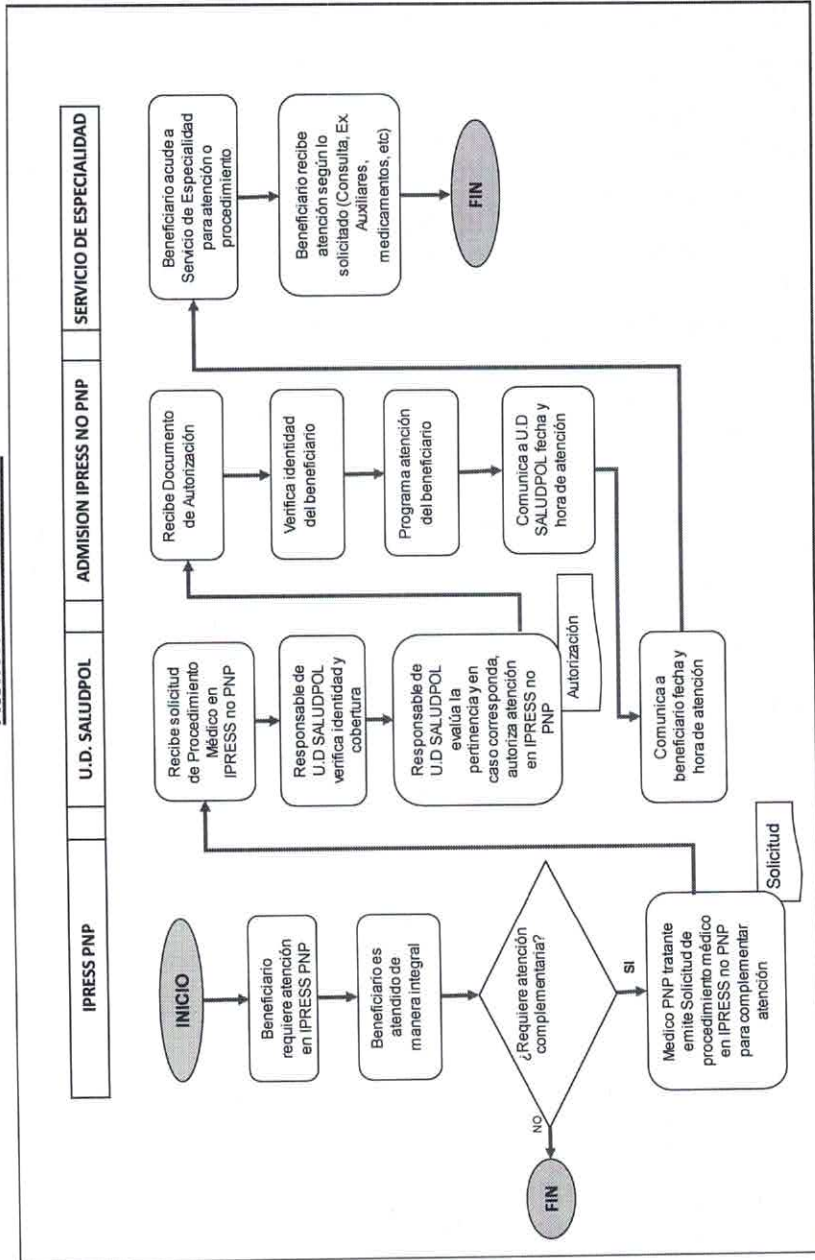 IPRESS PNP
U.D. SALUDPOL
ADMISION IPRESS NO PNP
SERVICIO DE ESPECIALIDAD
INICIO
Beneficiario
requiere atención
en IPRESS PNP
Beneficiario es
atendido de
manera integral
¿Requiere atención
complementaria?
NO
FIN
SI
Medico PNP tratante
emite Solicitud de
procedimiento médico
en IPRESS no PNP
para complementar
atención
Solicitud
Recibe solicitud
de Procedimiento
Médico en
IPRESS no PNP
Responsable de
U.D SALUDPOL
verifica identidad y
cobertura
Responsable de
U.D SALUDPOL
evalúa la
pertinencia y en
caso corresponda,
autoriza atención
en IPRESS no
PNP
Autorización
Comunica a
beneficiario fecha y
hora de atención
Recibe Documento
de Autorización
Verifica identidad
del beneficiario
Programa atención
del beneficiario
Comunica a U.D
SALUDPOL fecha y
hora de atención
Beneficiario acude a
Servicio de Especialidad
para atención o
procedimiento
Beneficiario recibe
atención según lo
solicitado (Consulta, Ex.
Auxiliares,
medicamentos, etc)
FIN